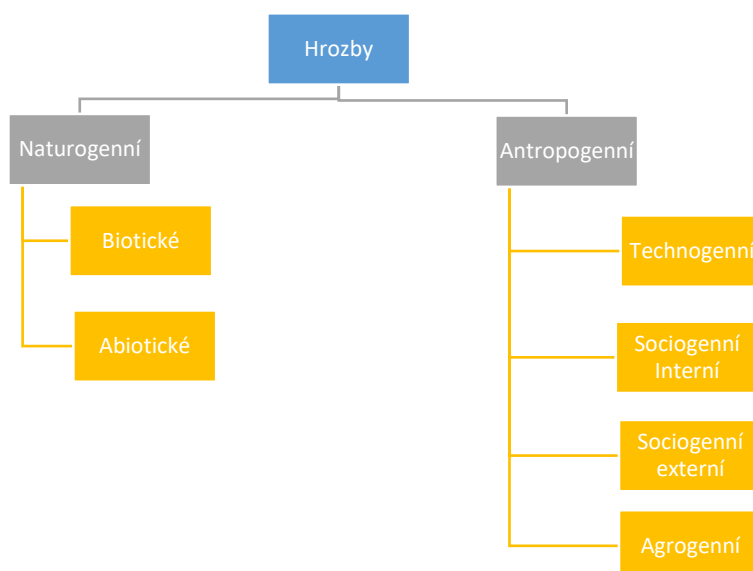 Hrozby
Naturogenní
Biotické
Abiotické
Antropogenní
Technogenní
Sociogenní
Interní
Sociogenní
externí
Agrogenní